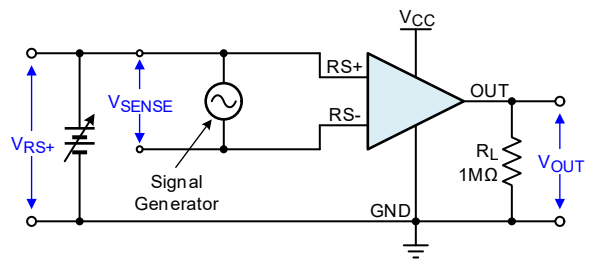 VCC
RS+
VSENSE
OUT
RS-
VRS+
RL
1MΩ
VOUT
Signal
Generator
GND